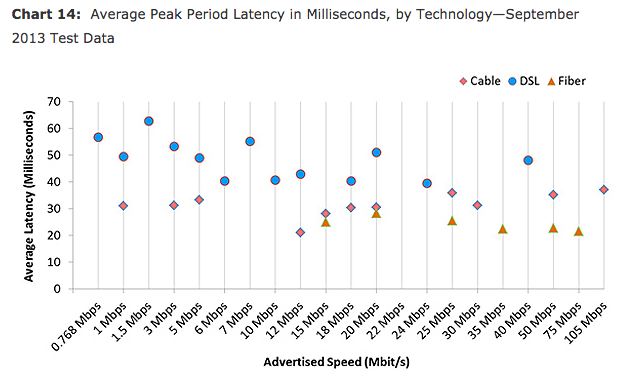 Chart 14: Average Peak Period Latency in Milliseconds, by Technology—September
2013 Test Data
Cable DSL Fiber
Average Latency (Milliseconds)
70
60
50
40
30
20
10
0
0.768 Mbps
1 Mbps
1.5 Mbps
3 Mbps
5 Mbps
6 Mbps
7 Mbps
10 Mbps
12 Mbps
15 Mbps
18 Mbps
20 Mbps
22 Mbps
24 Mbps
25 Mbps
30 Mbps
35 Mbps
40 Mbps
50 Mbps
75 Mbps
105 Mbps
Advertised Speed (Mbit/s)